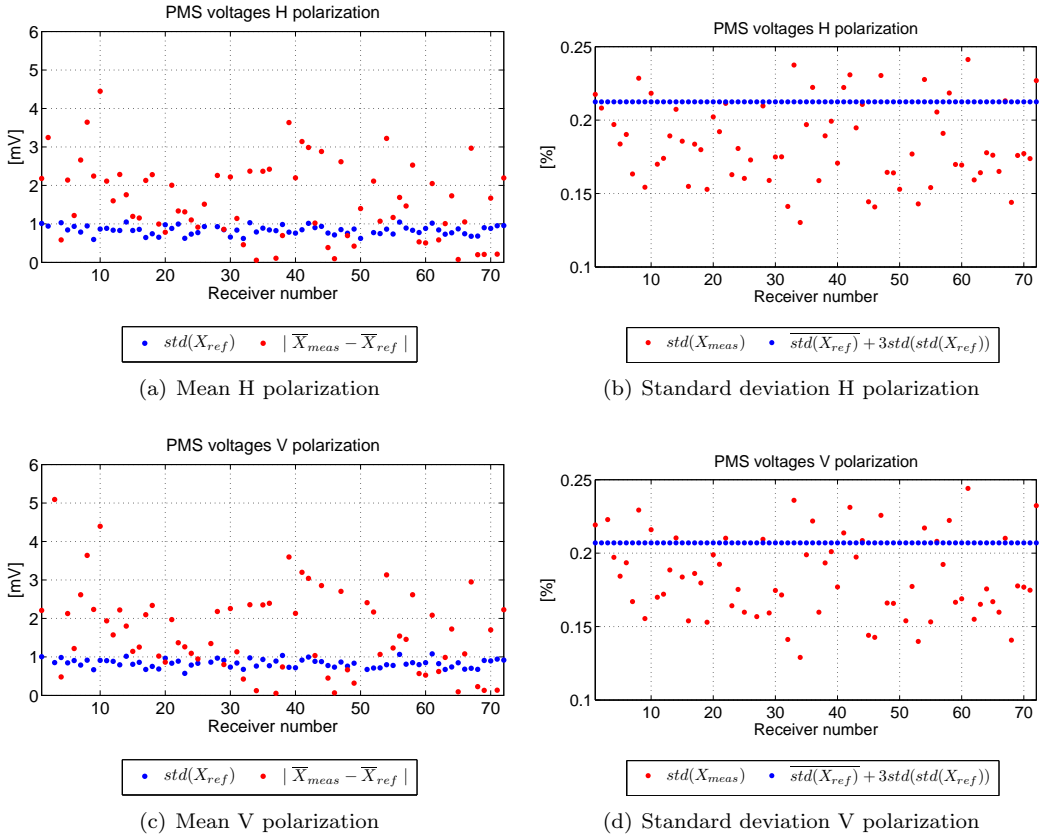 PMS voltages H polarization
6
5
4
3
2
1
0
[mV]
10 20 30 40 50 60 70
Receiver number
std(X_ref) | X̅_meas − X̅_ref |
(a) Mean H polarization
PMS voltages H polarization
0.25
0.2
0.15
0.1
[%]
10 20 30 40 50 60 70
Receiver number
std(X_meas) \overline{std(X_ref)} + 3std(std(X_ref))
(b) Standard deviation H polarization
PMS voltages V polarization
6
5
4
3
2
1
0
[mV]
10 20 30 40 50 60 70
Receiver number
std(X_ref) | X̅_meas − X̅_ref |
(c) Mean V polarization
PMS voltages V polarization
0.25
0.2
0.15
0.1
[%]
10 20 30 40 50 60 70
Receiver number
std(X_meas) \overline{std(X_ref)} + 3std(std(X_ref))
(d) Standard deviation V polarization